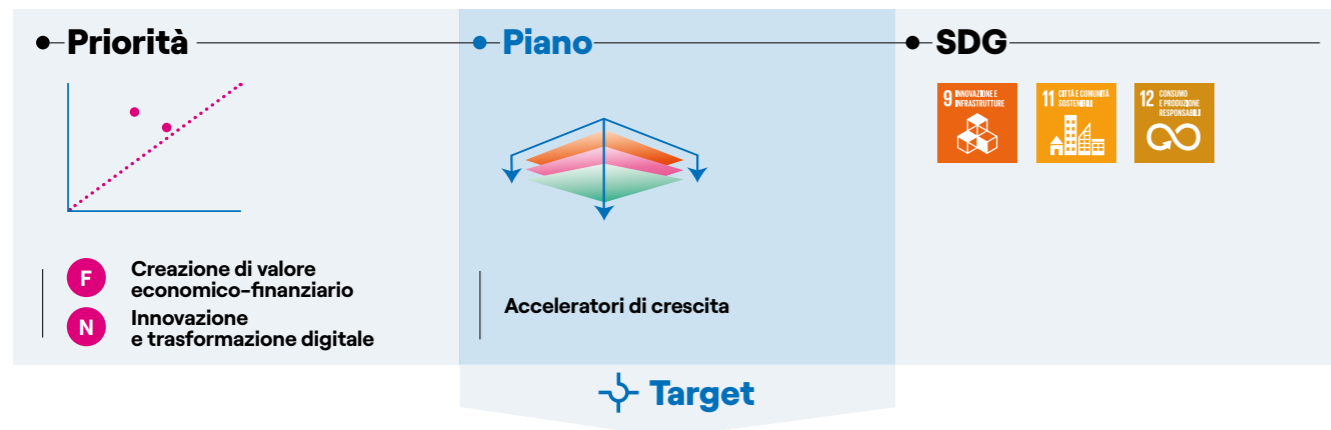 Priorità
Piano
SDG
9 INNOVAZIONE E
INFRASTRUTTURE
11 CITTÀ E COMUNITÀ
SOSTENIBILI
12 CONSUMO
E PRODUZIONE
RESPONSABILI
F
Creazione di valore
economico-finanziario
N
Innovazione
e trasformazione digitale
Acceleratori di crescita
Target